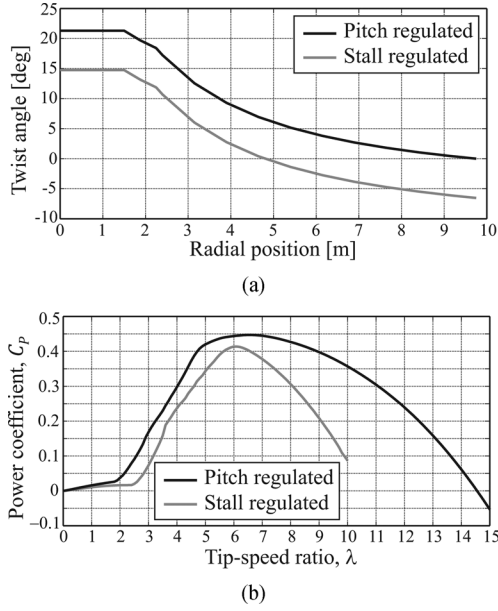 (a)
25
20
15
10
5
0
-5
-10
Twist angle [deg]
Pitch regulated
Stall regulated
0 1 2 3 4 5 6 7 8 9 10
Radial position [m]
(a)
(b)
0.5
0.4
0.3
0.2
0.1
0
−0.1
Power coefficient, C_P
Pitch regulated
Stall regulated
0 1 2 3 4 5 6 7 8 9 10 11 12 13 14 15
Tip-speed ratio, λ
(b)